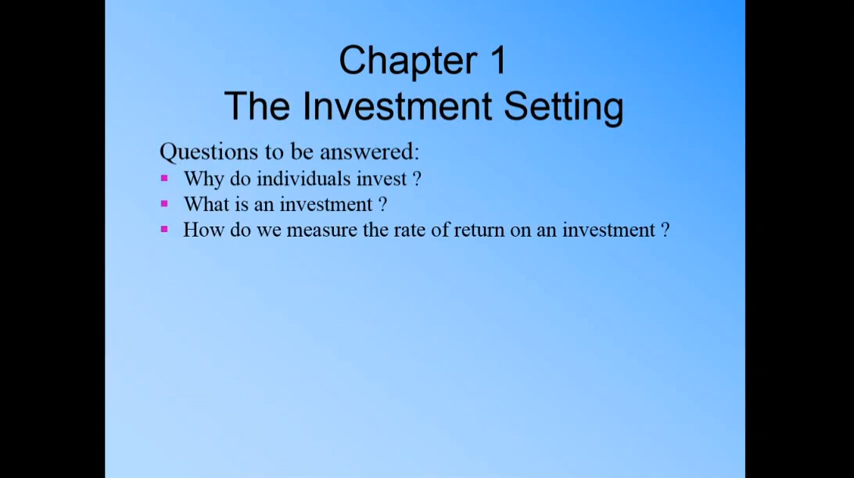 Chapter 1
The Investment Setting
Questions to be answered:
▪ Why do individuals invest ?
▪ What is an investment ?
▪ How do we measure the rate of return on an investment ?